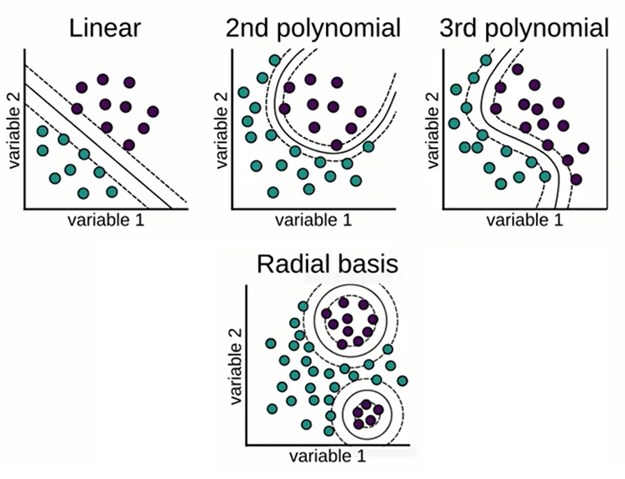 Linear
2nd polynomial
3rd polynomial
variable 2
variable 2
variable 2
variable 1
variable 1
variable 1
Radial basis
variable 2
variable 1